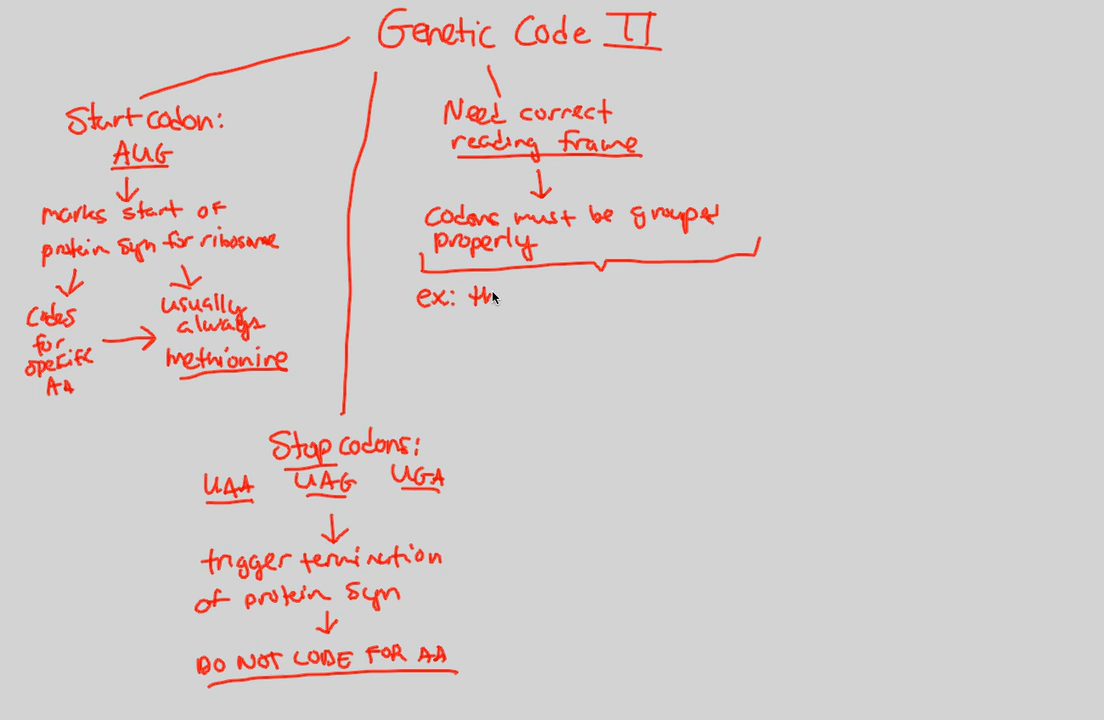 Genetic Code II
Start codon:
AUG
marks start of
protein syn for ribosome
codes
for
specific
AA
usually
always
methionine
Need correct
reading frame
codons must be grouped
properly
ex: th
Stop codons:
UAA UAG UGA
trigger termination
of protein syn
DO NOT CODE FOR AA